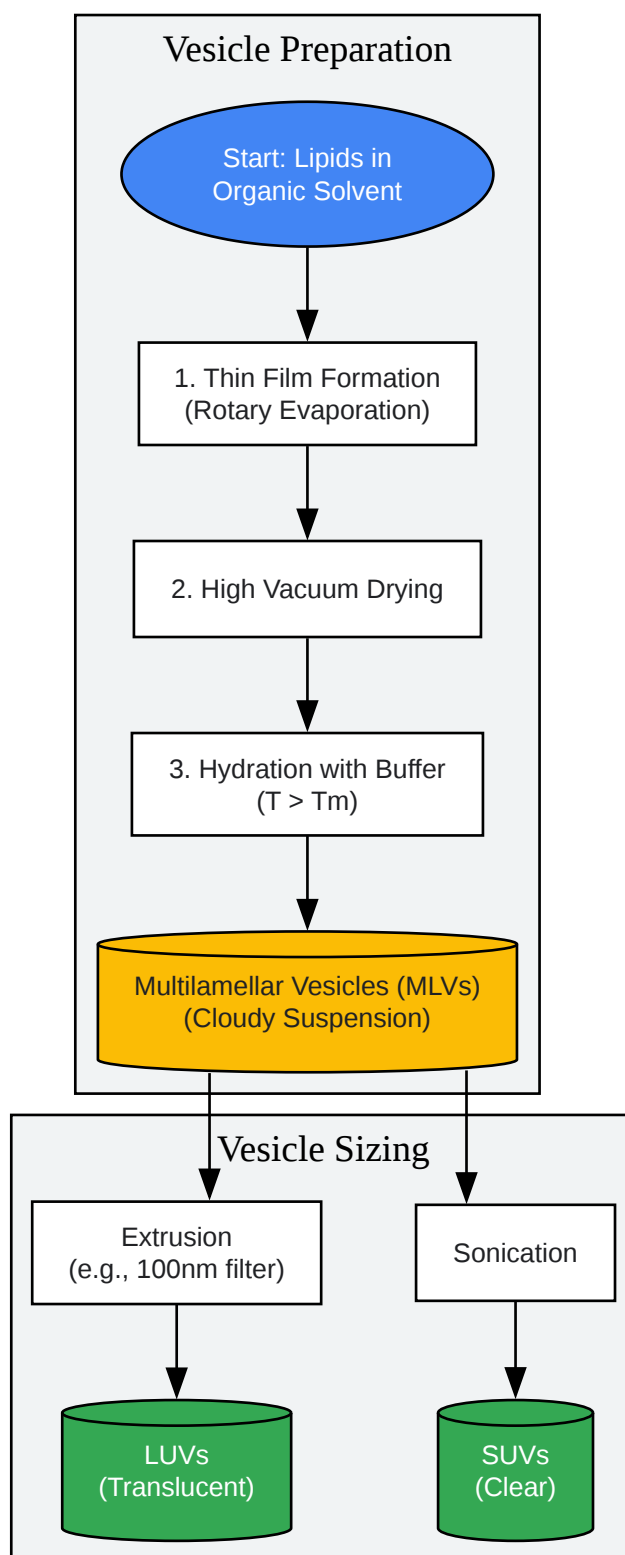 Vesicle Preparation
Start: Lipids in
Organic Solvent
1. Thin Film Formation
(Rotary Evaporation)
2. High Vacuum Drying
3. Hydration with Buffer
(T > Tm)
Multilamellar Vesicles (MLVs)
(Cloudy Suspension)
Vesicle Sizing
Extrusion
(e.g., 100nm filter)
Sonication
LUVs
(Translucent)
SUVs
(Clear)